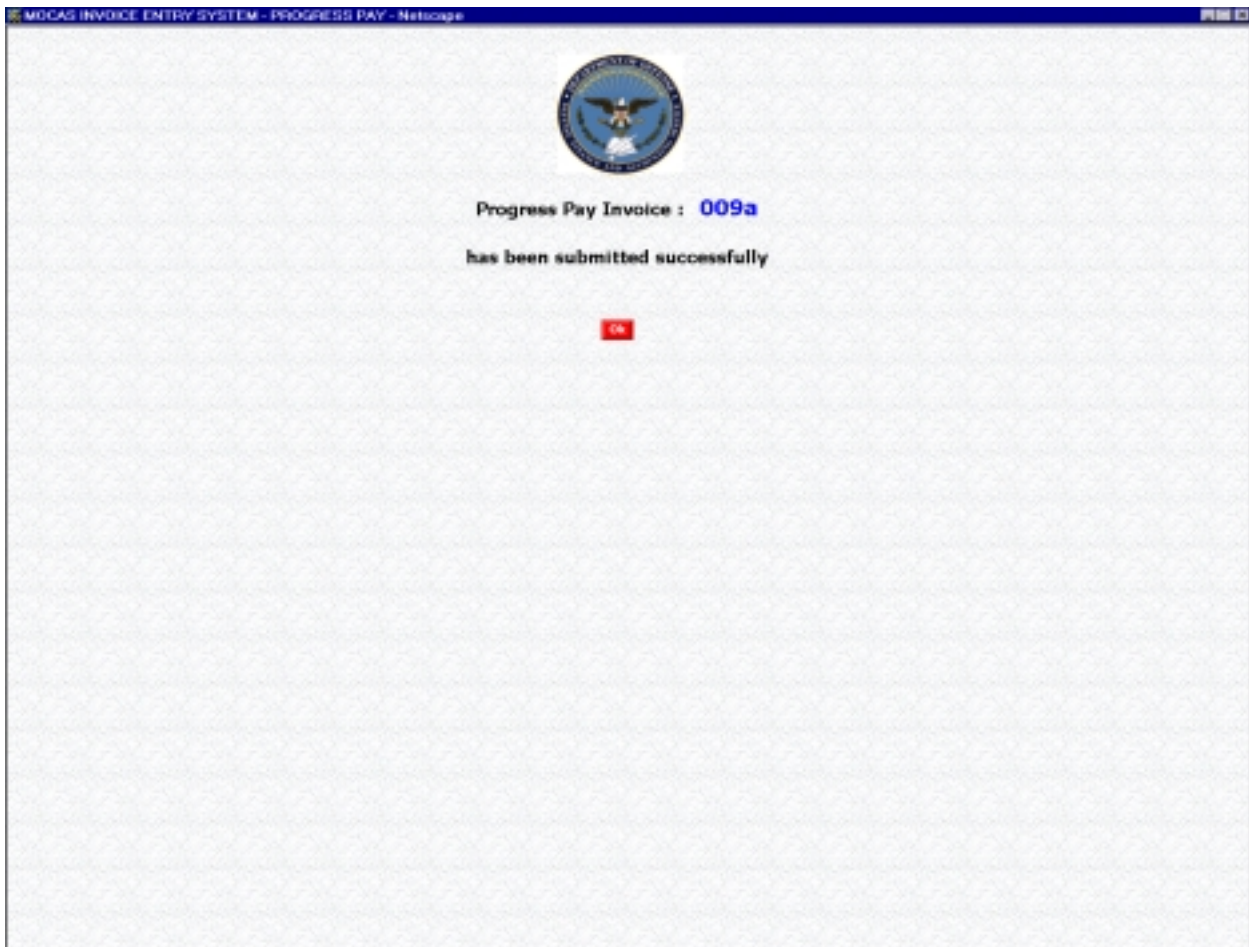 MOCAS INVOICE ENTRY SYSTEM - PROGRESS PAY - Netscape
Progress Pay Invoice : 009a
has been submitted successfully
Ok